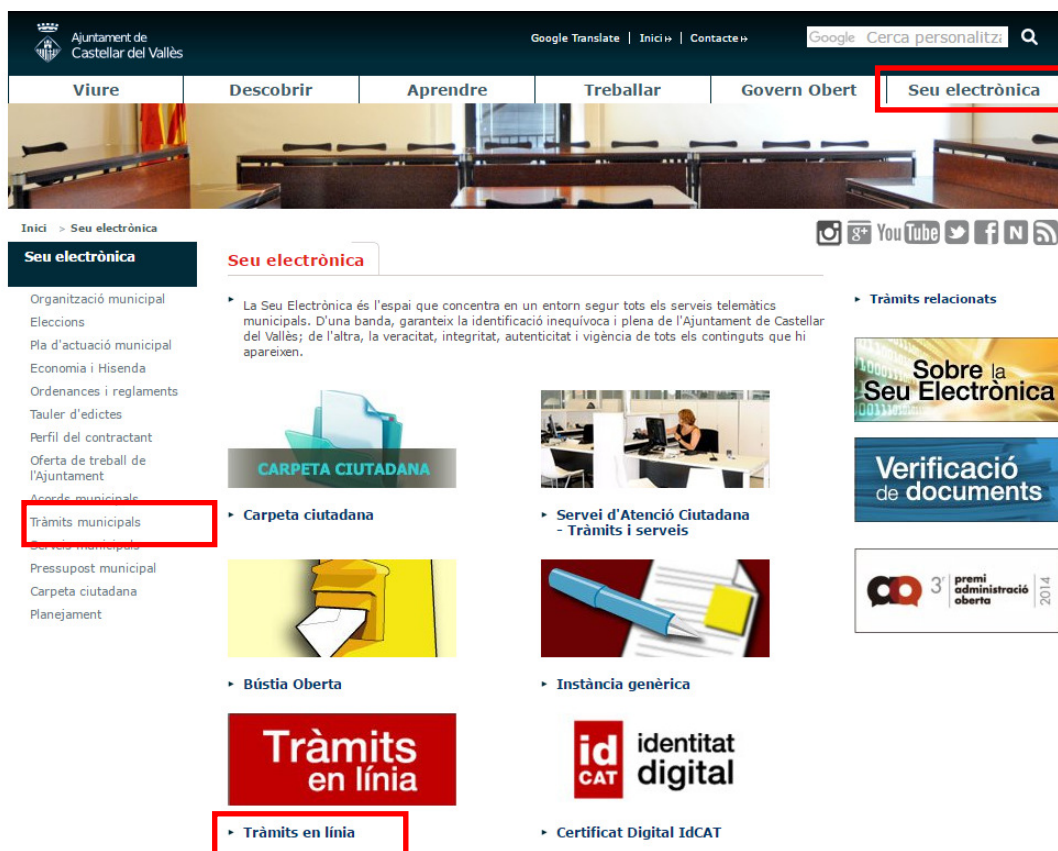 Ajuntament de
Castellar del Vallès
Google Translate | Inici » | Contacte »
Google Cerca personalitza
Viure
Descobrir
Aprendre
Treballar
Govern Obert
Seu electrònica
Inici > Seu electrònica
You Tube
Seu electrònica
Organització municipal
Eleccions
Pla d'actuació municipal
Economia i Hisenda
Ordenances i reglaments
Tauler d'edictes
Perfil del contractant
Oferta de treball de
l'Ajuntament
Acords municipals
Tràmits municipals
Serveis municipals
Pressupost municipal
Carpeta ciutadana
Planejament
Seu electrònica
La Seu Electrònica és l'espai que concentra en un entorn segur tots els serveis telemàtics
municipals. D'una banda, garanteix la identificació inequívoca i plena de l'Ajuntament de Castellar
del Vallès; de l'altra, la veracitat, integritat, autenticitat i vigència de tots els continguts que hi
apareixen.
CARPETA CIUTADANA
Carpeta ciutadana
Servei d'Atenció Ciutadana
- Tràmits i serveis
Bústia Oberta
Instància genèrica
Tràmits
en línia
Tràmits en línia
id
CAT
identitat
digital
Certificat Digital IdCAT
Tràmits relacionats
Sobre la
Seu Electrònica
Verificació
de documents
3r premi
administració
oberta
2014